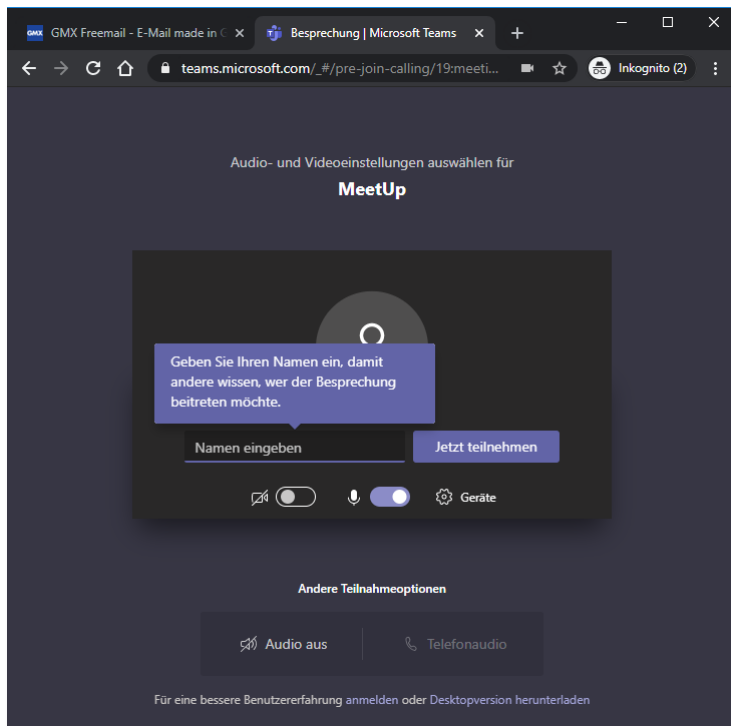 GMX GMX Freemail - E-Mail made in G
Besprechung | Microsoft Teams
teams.microsoft.com/_#/pre-join-calling/19:meeti...
Inkognito (2)
Audio- und Videoeinstellungen auswählen für
MeetUp
Geben Sie Ihren Namen ein, damit
andere wissen, wer der Besprechung
beitreten möchte.
Namen eingeben
Jetzt teilnehmen
Geräte
Andere Teilnahmeoptionen
Audio aus
Telefonaudio
Für eine bessere Benutzererfahrung anmelden oder Desktopversion herunterladen